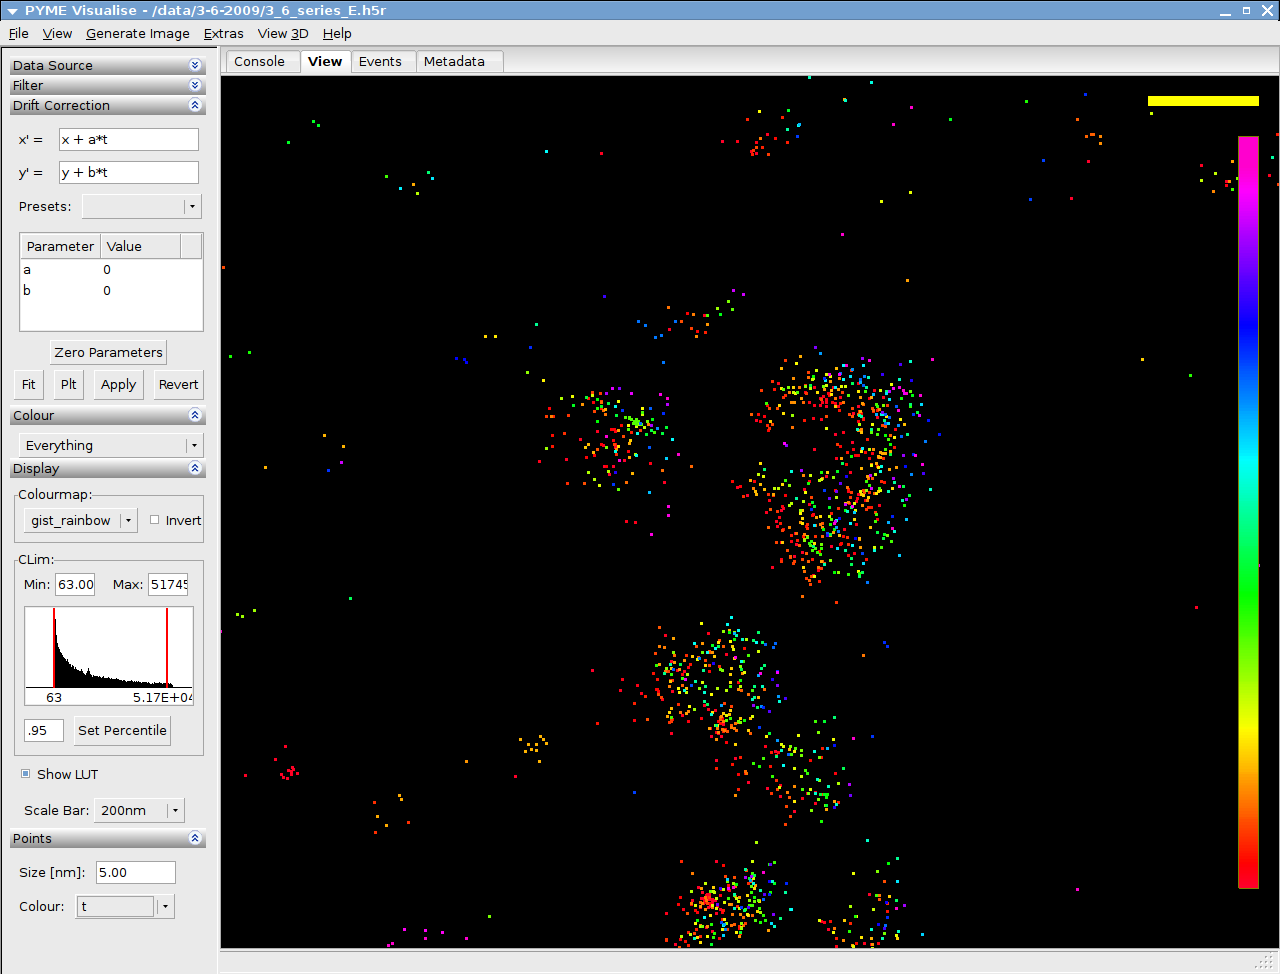 PYME Visualise - /data/3-6-2009/3_6_series_E.h5r
File View Generate Image Extras View 3D Help
Console View Events Metadata
Data Source
Filter
Drift Correction
x' = x + a*t
y' = y + b*t
Presets:
Parameter Value
a 0
b 0
Zero Parameters
Fit Plt Apply Revert
Colour
Everything
Display
Colourmap:
gist_rainbow Invert
CLim:
Min: 63.00 Max: 51745
63 5.17E+04
.95 Set Percentile
Show LUT
Scale Bar: 200nm
Points
Size [nm]: 5.00
Colour: t